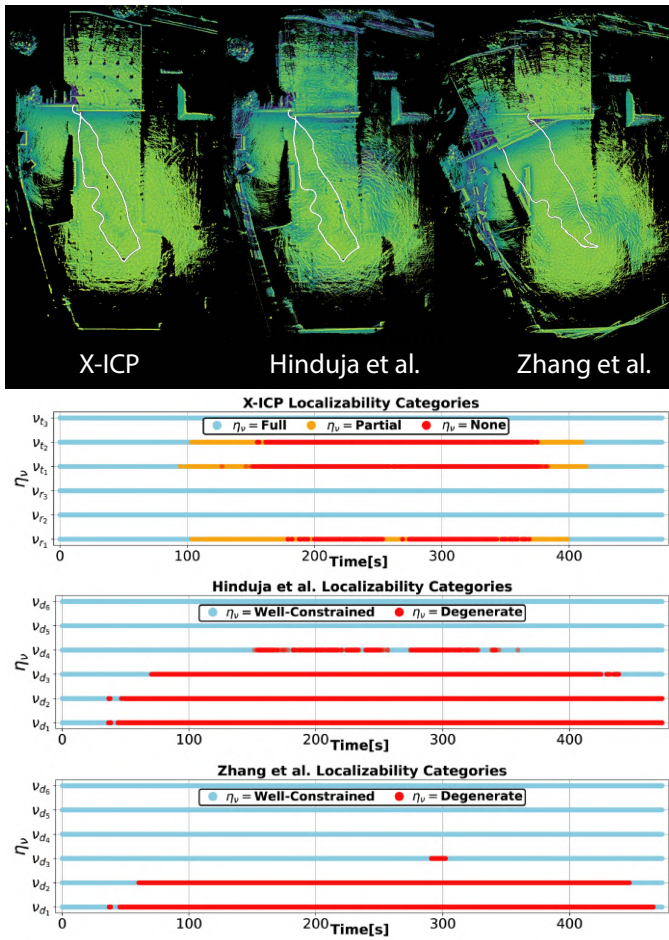 X-ICP Hinduja et al. Zhang et al.
X-ICP Localizability Categories
η_ν = Full η_ν = Partial η_ν = None
ν_t3
ν_t2
ν_t1
ν_r3
ν_r2
ν_r1
η_ν
0 100 200 300 400
Time[s]
Hinduja et al. Localizability Categories
η_ν = Well-Constrained η_ν = Degenerate
ν_d6
ν_d5
ν_d4
ν_d3
ν_d2
ν_d1
η_ν
0 100 200 300 400
Time[s]
Zhang et al. Localizability Categories
η_ν = Well-Constrained η_ν = Degenerate
ν_d6
ν_d5
ν_d4
ν_d3
ν_d2
ν_d1
η_ν
0 100 200 300 400
Time[s]